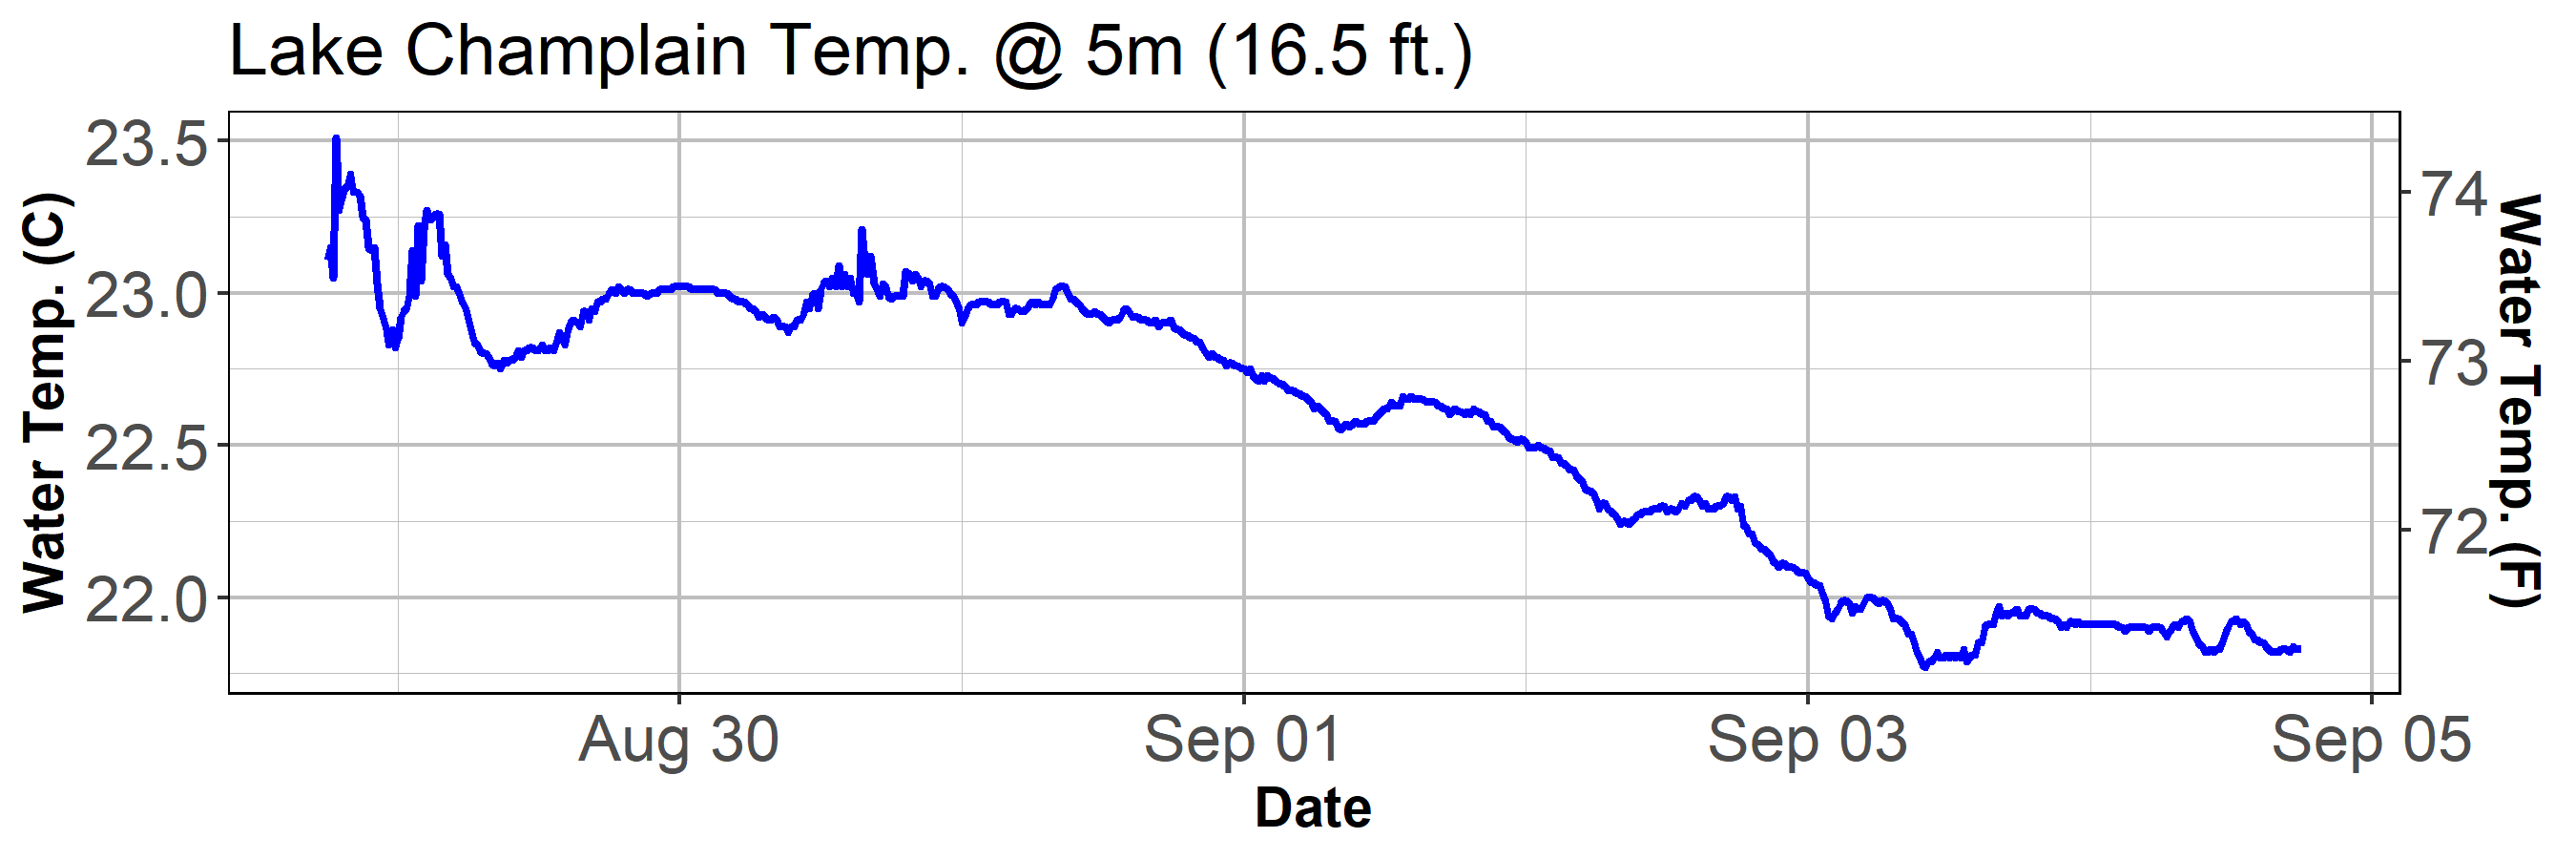 Lake Champlain Temp. @ 5m (16.5 ft.)
Water Temp. (C)
23.5
23.0
22.5
22.0
74
73
72
Water Temp. (F)
Aug 30
Sep 01
Sep 03
Sep 05
Date